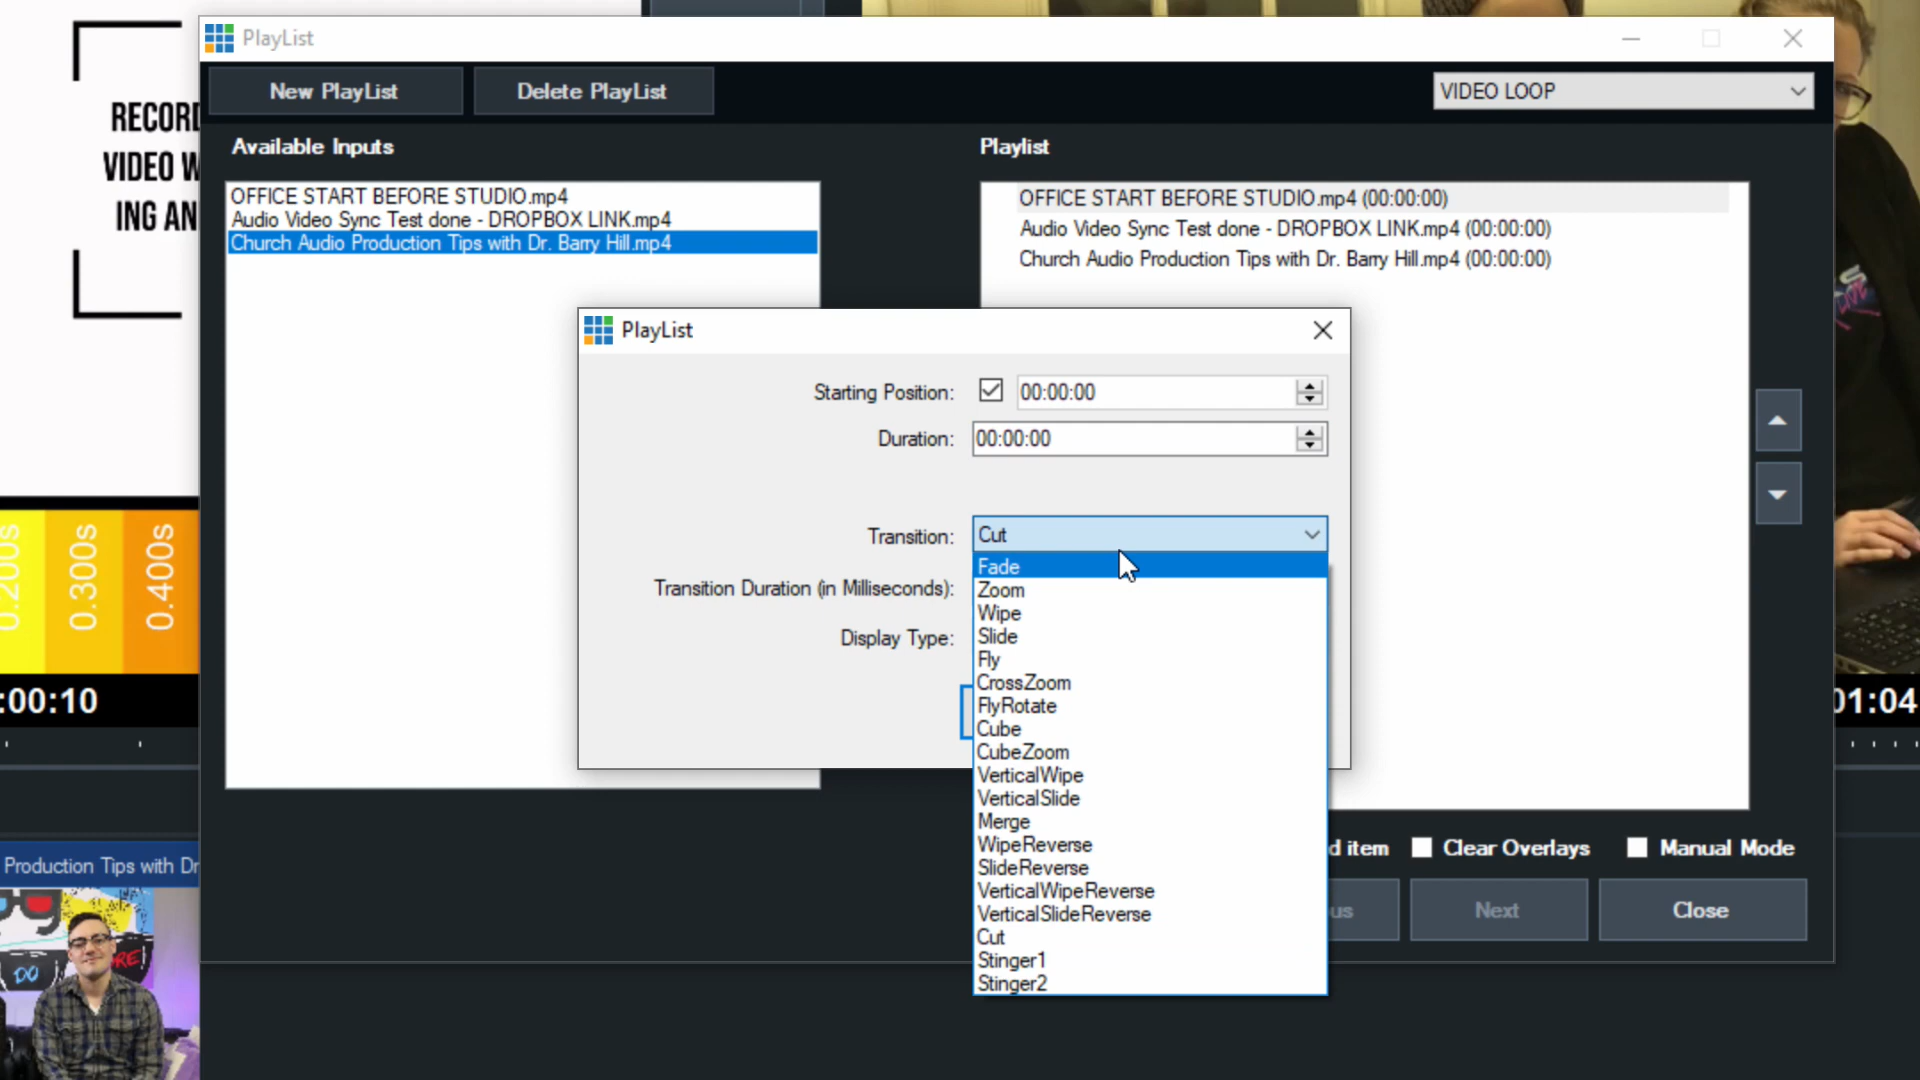 PlayList
New PlayList
Delete PlayList
VIDEO LOOP
Available Inputs
Playlist
OFFICE START BEFORE STUDIO.mp4
Audio Video Sync Test done - DROPBOX LINK.mp4
Church Audio Production Tips with Dr. Barry Hill.mp4
OFFICE START BEFORE STUDIO.mp4 (00:00:00)
Audio Video Sync Test done - DROPBOX LINK.mp4 (00:00:00)
Church Audio Production Tips with Dr. Barry Hill.mp4 (00:00:00)
PlayList
Starting Position: 00:00:00
Duration: 00:00:00
Transition: Cut
Transition Duration (in Milliseconds):
Display Type:
Fade
Zoom
Wipe
Slide
Fly
CrossZoom
FlyRotate
Cube
CubeZoom
VerticalWipe
VerticalSlide
Merge
WipeReverse
SlideReverse
VerticalWipeReverse
VerticalSlideReverse
Cut
Stinger1
Stinger2
d item
Clear Overlays
Manual Mode
us
Next
Close
RECORD
VIDEO W
ING AN
0.200s
0.300s
0.400s
:00:10
01:04
Production Tips with Dr
DO